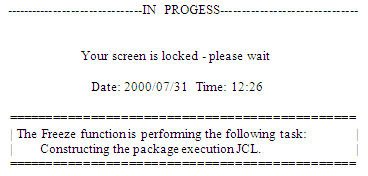 ------------------------------IN PROGESS-------------------------------
Your screen is locked - please wait
Date: 2000/07/31 Time: 12:26
================================================
| The Freeze function is performing the following task: |
| Constructing the package execution JCL. |
================================================